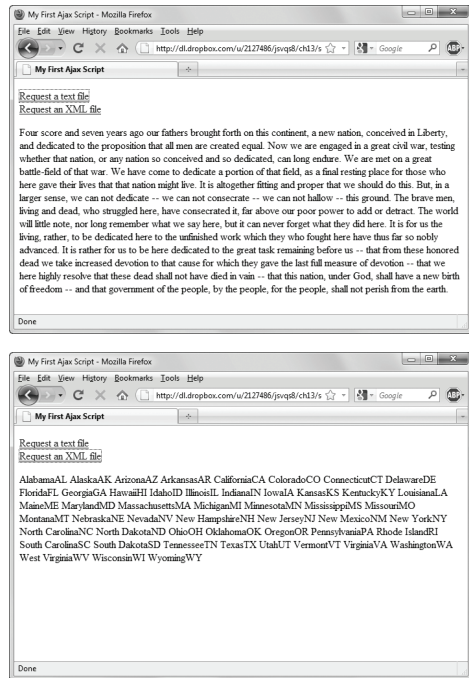 My First Ajax Script - Mozilla Firefox
File Edit View History Bookmarks Tools Help
http://dl.dropbox.com/u/2127486/jsvqs8/ch13/s Google ABP
My First Ajax Script
Request a text file
Request an XML file
Four score and seven years ago our fathers brought forth on this continent, a new nation, conceived in Liberty,
and dedicated to the proposition that all men are created equal. Now we are engaged in a great civil war, testing
whether that nation, or any nation so conceived and so dedicated, can long endure. We are met on a great
battle-field of that war. We have come to dedicate a portion of that field, as a final resting place for those who
here gave their lives that that nation might live. It is altogether fitting and proper that we should do this. But, in a
larger sense, we can not dedicate -- we can not consecrate -- we can not hallow -- this ground. The brave men,
living and dead, who struggled here, have consecrated it, far above our poor power to add or detract. The world
will little note, nor long remember what we say here, but it can never forget what they did here. It is for us the
living, rather, to be dedicated here to the unfinished work which they who fought here have thus far so nobly
advanced. It is rather for us to be here dedicated to the great task remaining before us -- that from these honored
dead we take increased devotion to that cause for which they gave the last full measure of devotion -- that we
here highly resolve that these dead shall not have died in vain -- that this nation, under God, shall have a new birth
of freedom -- and that government of the people, by the people, for the people, shall not perish from the earth.
Done
My First Ajax Script - Mozilla Firefox
File Edit View History Bookmarks Tools Help
http://dl.dropbox.com/u/2127486/jsvqs8/ch13/s Google ABP
My First Ajax Script
Request a text file
Request an XML file
AlabamaAL AlaskaAK ArizonaAZ ArkansasAR CaliforniaCA ColoradoCO ConnecticutCT DelawareDE
FloridaFL GeorgiaGA HawaiiHI IdahoID IllinoisIL IndianaIN IowaIA KansasKS KentuckyKY LouisianaLA
MaineME MarylandMD MassachusettsMA MichiganMI MinnesotaMN MississippiMS MissouriMO
MontanaMT NebraskaNE NevadaNV New HampshireNH New JerseyNJ New MexicoNM New YorkNY
North CarolinaNC North DakotaND OhioOH OklahomaOK OregonOR PennsylvaniaPA Rhode IslandRI
South CarolinaSC South DakotaSD TennesseeTN TexasTX UtahUT VermontVT VirginiaVA WashingtonWA
West VirginiaWV WisconsinWI WyomingWY
Done